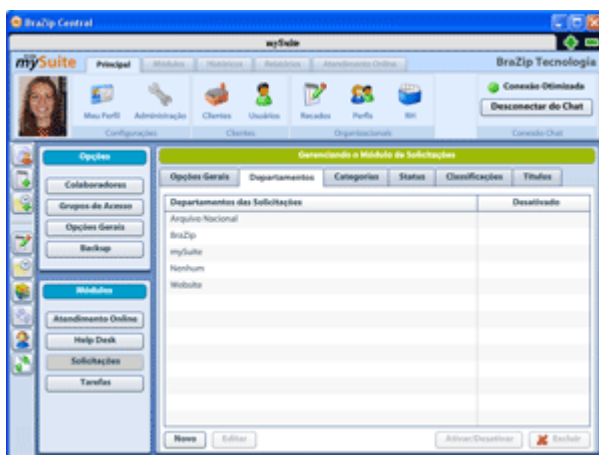 BraZip Central
mySuite
mySuite
Principal
Módulos
Históricos
Relatórios
Atendimento Online
BraZip Tecnologia
Meu Perfil
Administração
Clientes
Usuários
Recados
Perfis
RH
Conexão Otimizada
Desconectar do Chat
Configurações
Clientes
Organizacionais
Conexão Chat
Opções
Colaboradores
Grupos de Acesso
Opções Gerais
Backup
Módulos
Atendimento Online
Help Desk
Solicitações
Tarefas
Gerenciando o Módulo de Solicitações
Opções Gerais
Departamentos
Categorias
Status
Classificações
Títulos
Departamentos das Solicitações
Desativado
Arquivo Nacional
BraZip
mySuite
Nenhum
Website
Novo
Editar
Ativar/Desativar
Excluir